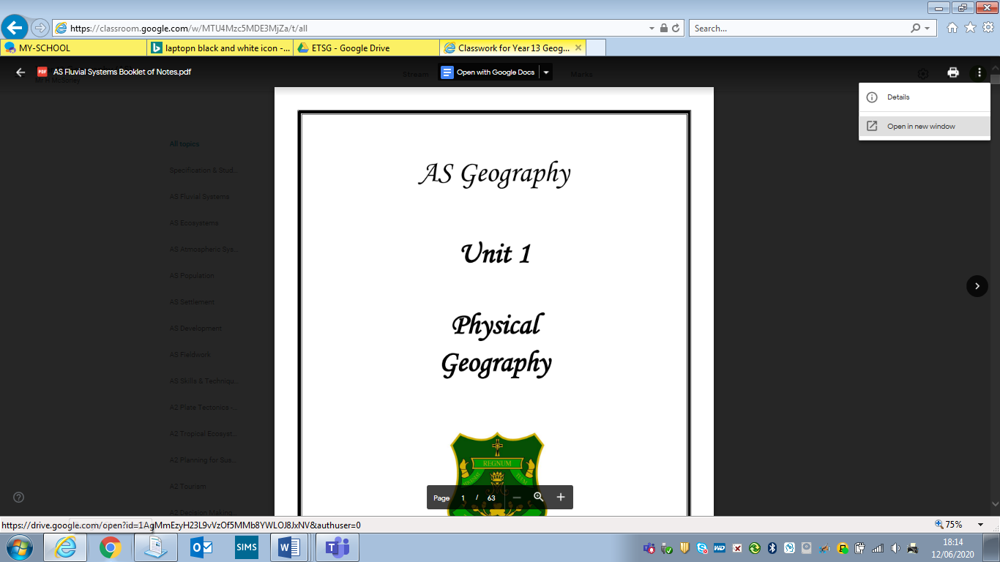 https://classroom.google.com/w/MTU4Mzc5MDE3MjZa/t/all
Search...
MY-SCHOOL
laptopn black and white icon -...
ETSG - Google Drive
Classwork for Year 13 Geog...
PDF
AS Fluvial Systems Booklet of Notes.pdf
Stream
Open with Google Docs
Marks
Details
Open in new window
All topics
Specification & Stud...
AS Fluvial Systems
AS Ecosystems
AS Atmospheric Sys...
AS Population
AS Settlement
AS Development
AS Fieldwork
AS Skills & Techniqu...
A2 Plate Tectonics -...
A2 Tropical Ecosyst...
A2 Planning for Sus...
A2 Tourism
A2 Decision Making...
AS Geography
Unit 1
Physical
Geography
REGNUM
Page 1 / 63
https://drive.google.com/open?id=1AgMmEzyH23L9vVzOf5MMb8YWLOJ8JxNV&authuser=0
75%
SIMS
18:14
12/06/2020